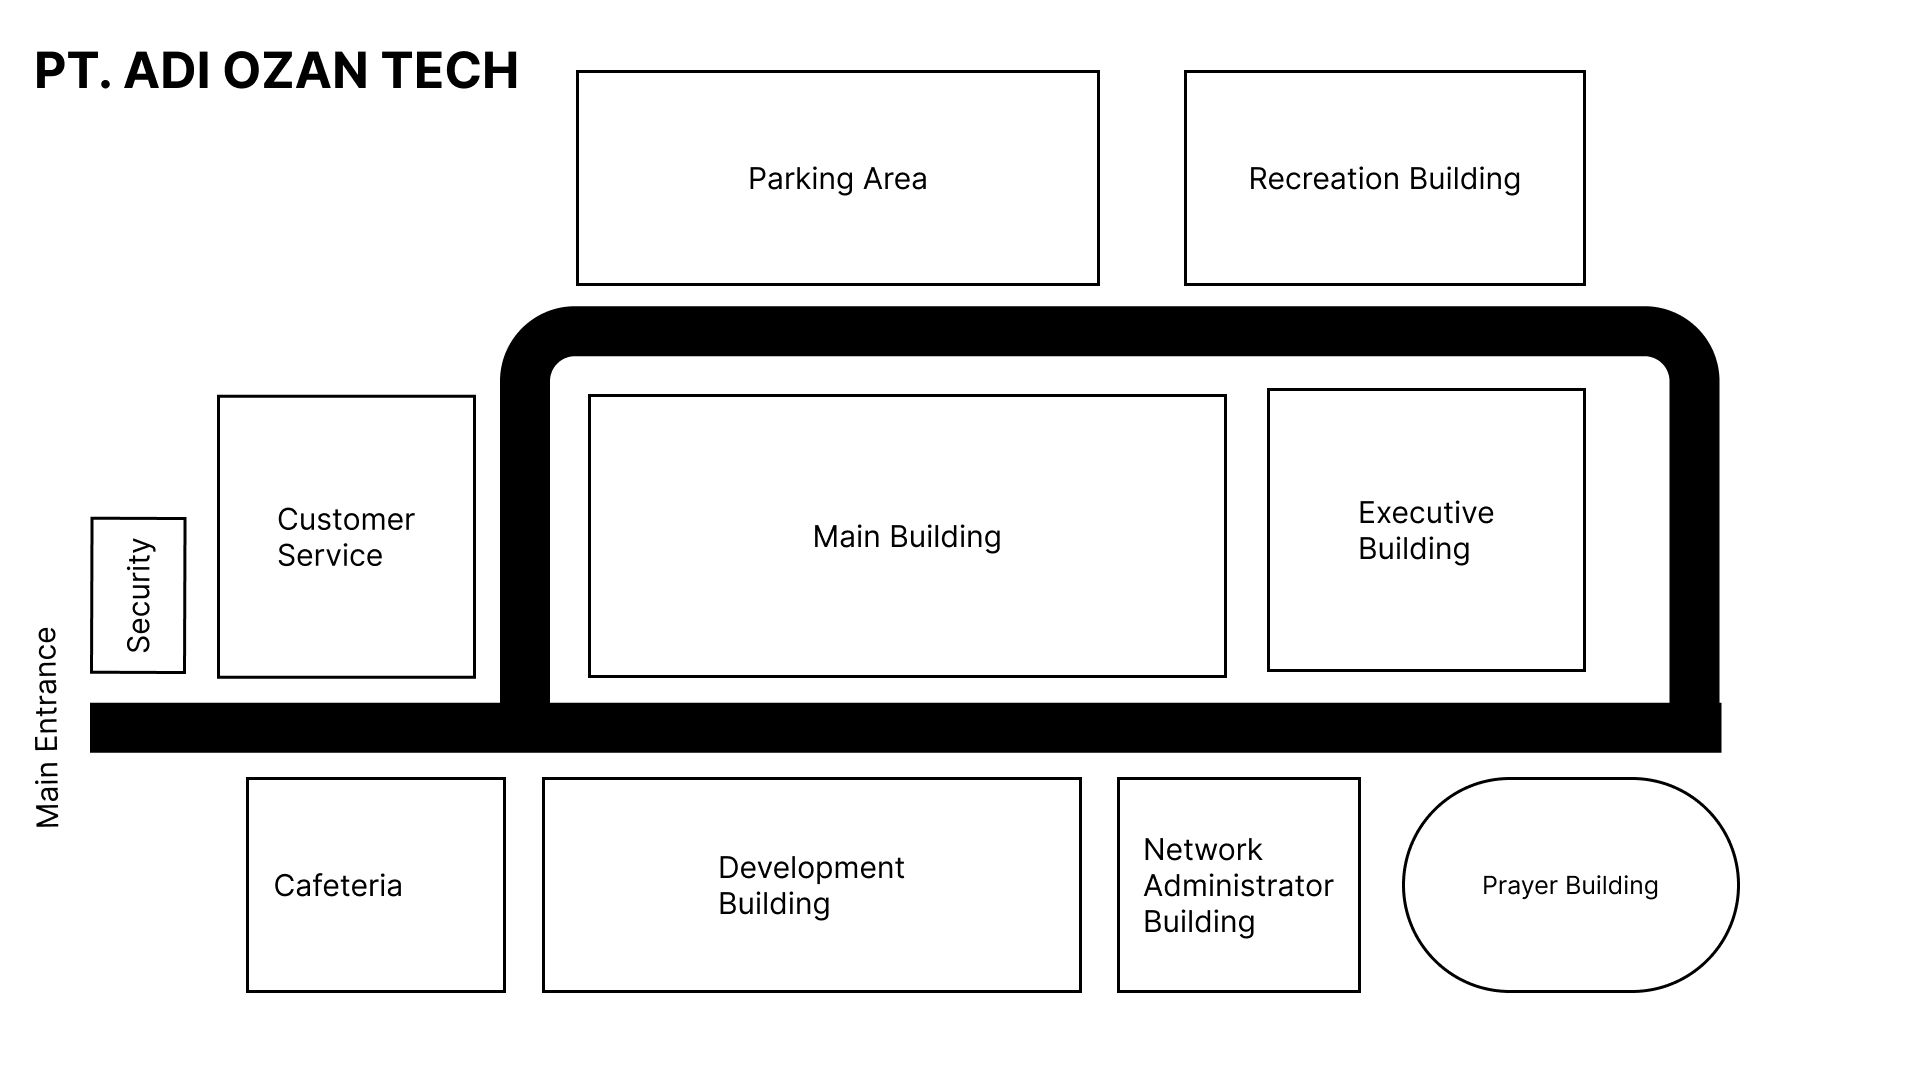 PT. ADI OZAN TECH
Parking Area
Recreation Building
Customer
Service
Main Building
Executive
Building
Security
Main Entrance
Cafeteria
Development
Building
Network
Administrator
Building
Prayer Building